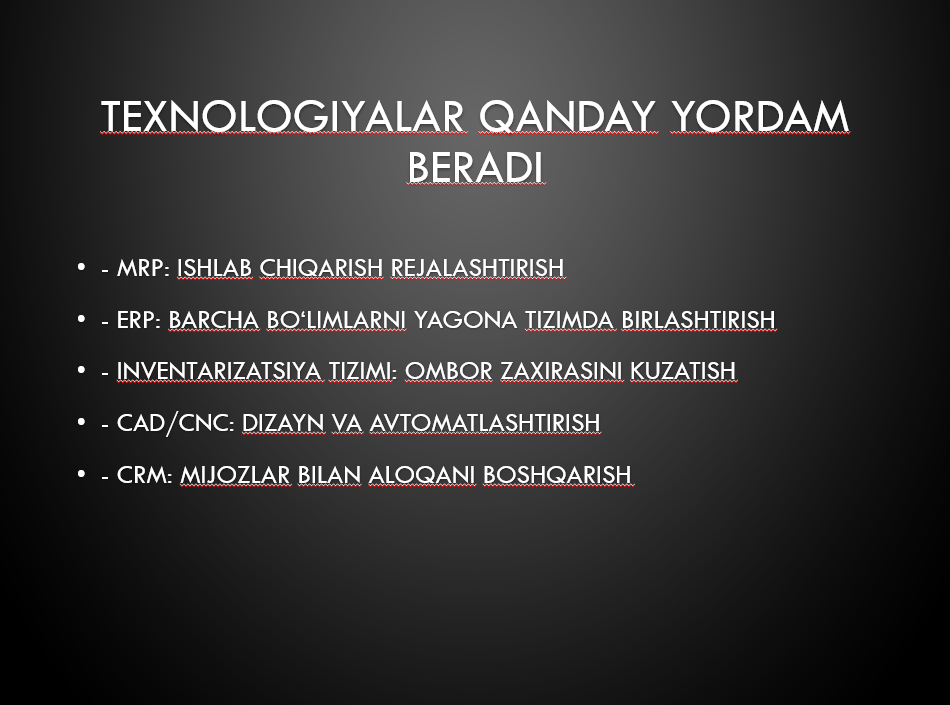 TEXNOLOGIYALAR QANDAY YORDAM
BERADI
• - MRP: ISHLAB CHIQARISH REJALASHTIRISH
• - ERP: BARCHA BO‘LIMLARNI YAGONA TIZIMDA BIRLASHTIRISH
• - INVENTARIZATSIYA TIZIMI: OMBOR ZAXIRASINI KUZATISH
• - CAD/CNC: DIZAYN VA AVTOMATLASHTIRISH
• - CRM: MIJOZLAR BILAN ALOQANI BOSHQARISH